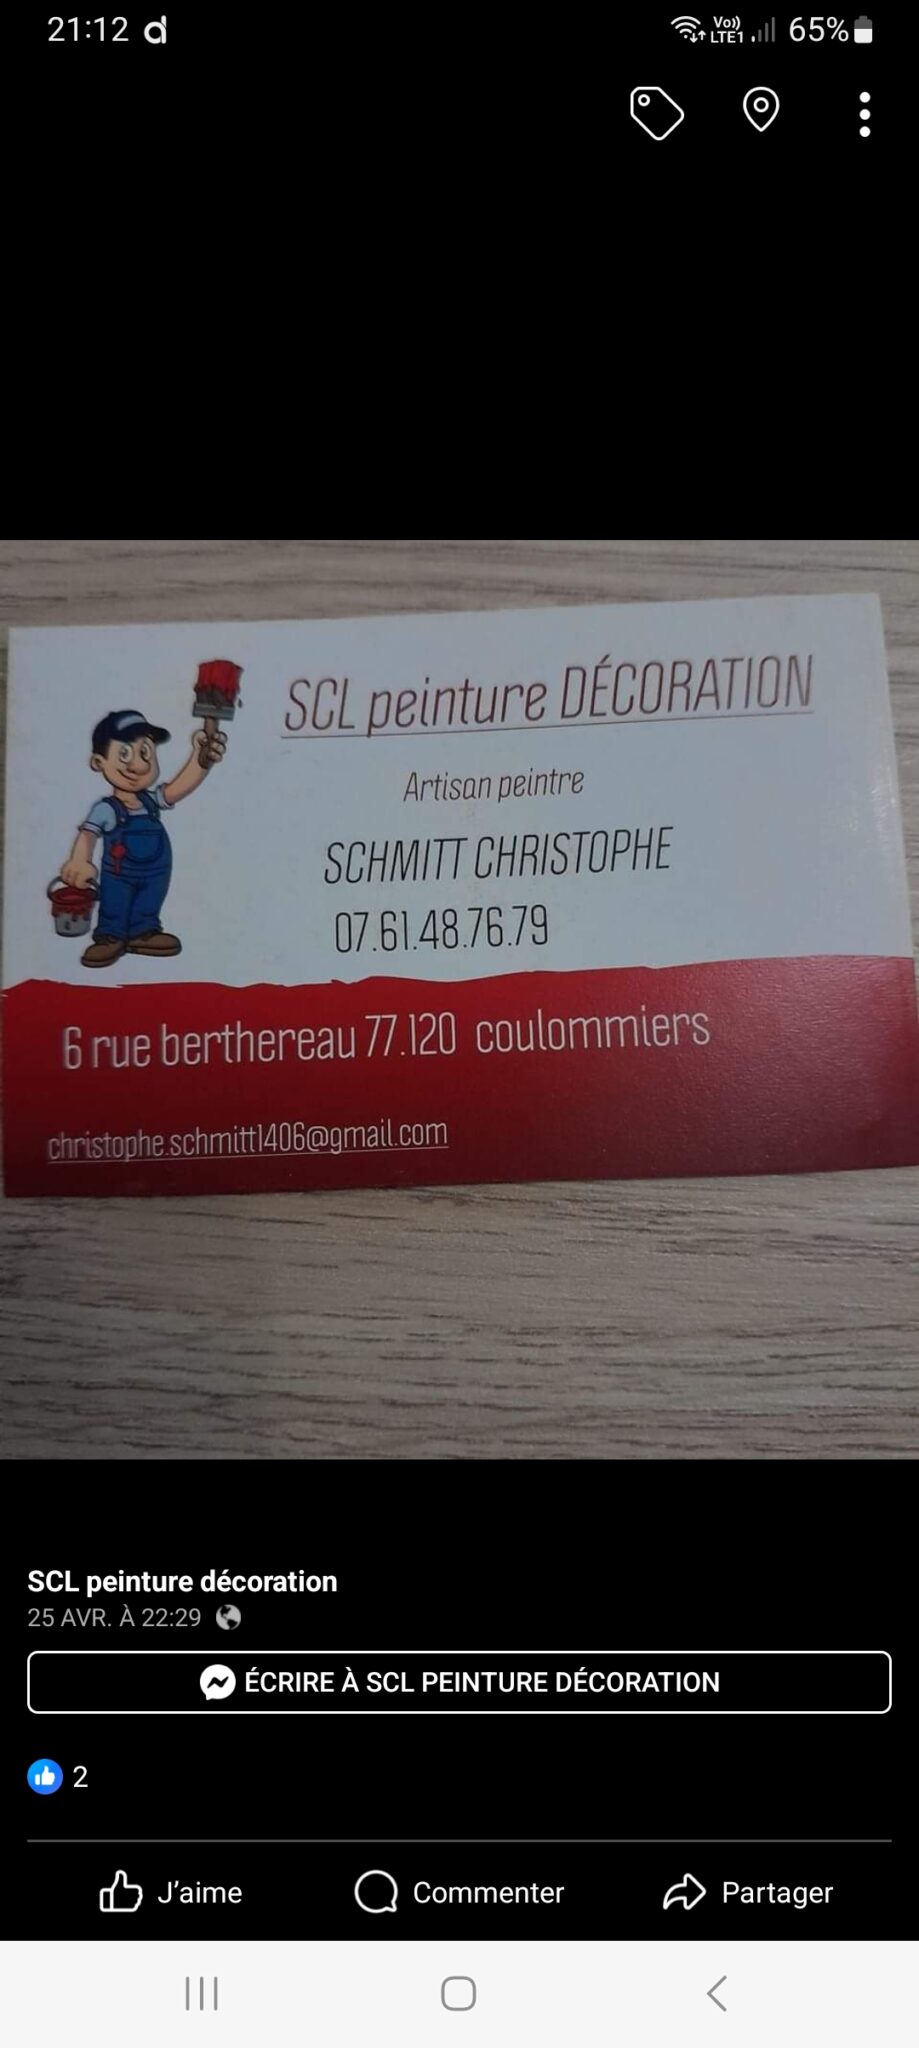 21:12
Vo))
LTE1
65%
SCL peinture DÉCORATION
Artisan peintre
SCHMITT CHRISTOPHE
07.61.48.76.79
6 rue berthereau 77.120 coulommiers
christophe.schmitt1406@gmail.com
SCL peinture décoration
25 AVR. À 22:29
ÉCRIRE À SCL PEINTURE DÉCORATION
2
J’aime
Commenter
Partager